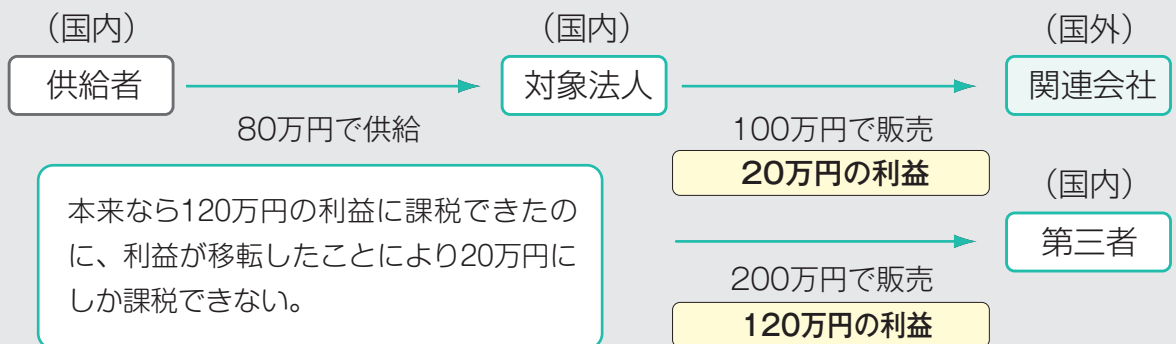 （国内）
（国内）
（国外）
供給者
対象法人
関連会社
80万円で供給
100万円で販売
20万円の利益
（国内）
本来なら120万円の利益に課税できたの
に、利益が移転したことにより20万円に
しか課税できない。
第三者
200万円で販売
120万円の利益